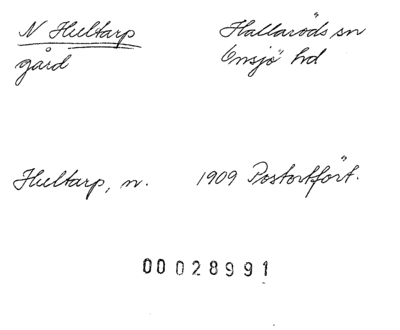 N Hultarp Hallaröds sn
gård Onsjö hd
Hultarp, n. 1909 Postortfört.
00028991